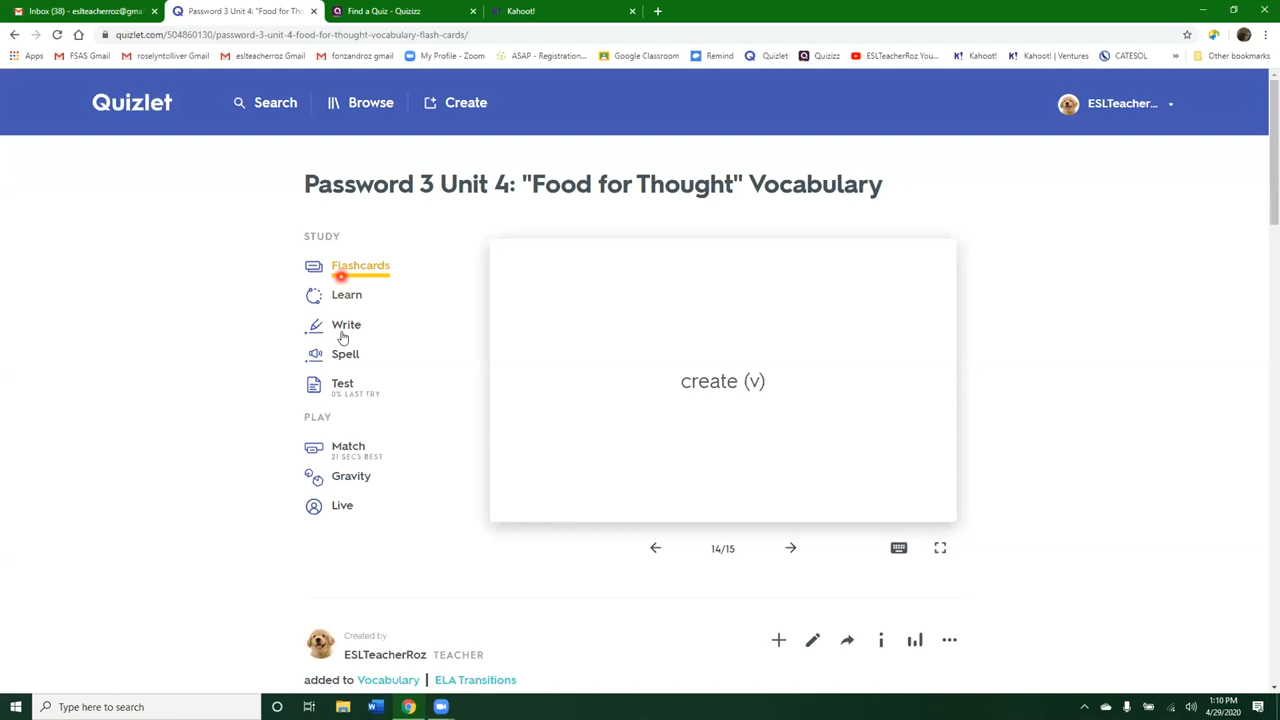 Inbox (211) - eslteacherroz@gma
Password 3 Unit 4: "Food for Tho
Find a Quiz - Quizizz
Kahoot!
quizlet.com/504860130/password-3-unit-4-food-for-thought-vocabulary-flash-cards/
Apps
FSAS Gmail
roselyntolliver Gmail
eslteacherroz Gmail
fonzandroz gmail
My Profile - Zoom
ASAP - Registration...
Google Classroom
Remind
Quizlet
Quizizz
ESLTeacherRoz You...
Kahoot!
Kahoot! | Ventures
CATESOL
»
Other bookmarks
Quizlet
Search
Browse
Create
ESLTeacher...
Password 3 Unit 4: "Food for Thought" Vocabulary
STUDY
Flashcards
Learn
Write
Spell
Test
0% LAST TRY
PLAY
Match
21 SECS BEST
Gravity
Live
create (v)
14/15
Created by
ESLTeacherRoz TEACHER
added to Vocabulary | ELA Transitions
Type here to search
1:10 PM
4/29/2020